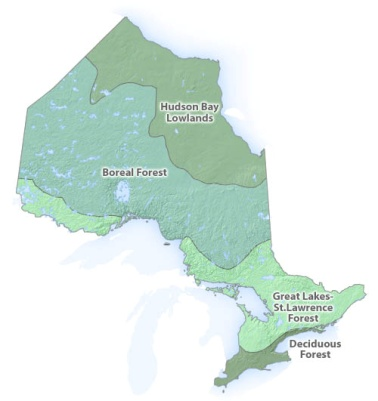 Hudson Bay
Lowlands
Boreal Forest
Great Lakes-
St.Lawrence
Forest
Deciduous
Forest